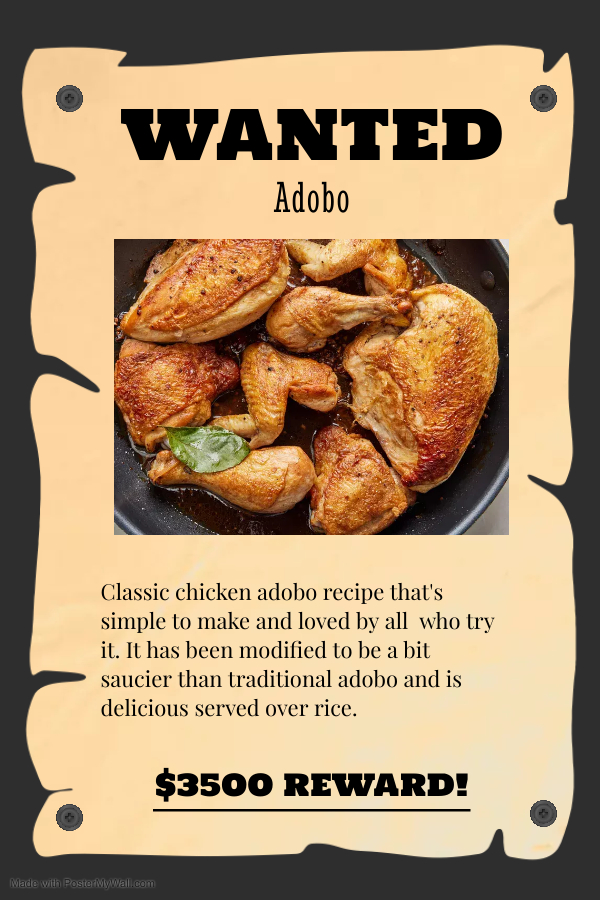 WANTED
Adobo
Classic chicken adobo recipe that's
simple to make and loved by all  who try
it. It has been modified to be a bit
saucier than traditional adobo and is
delicious served over rice.
$3500 REWARD!
Made with PosterMyWall.com